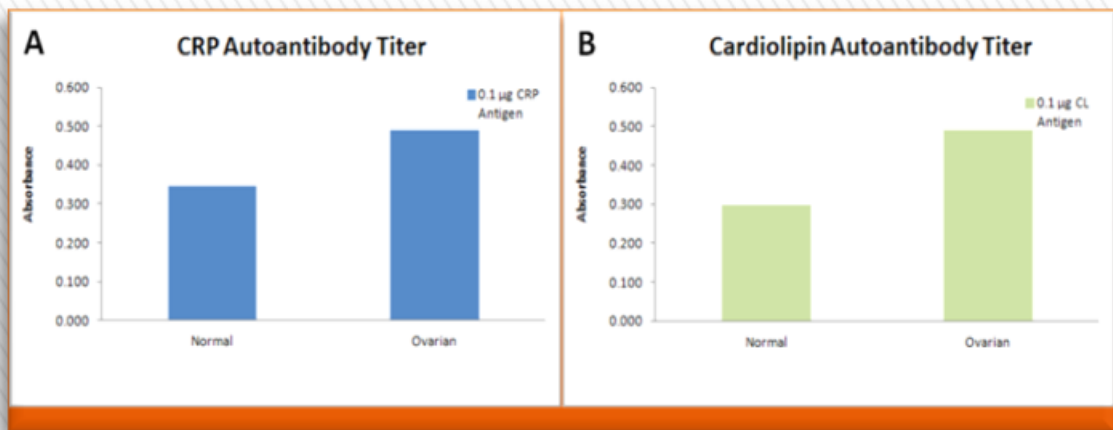 A
CRP Autoantibody Titer
0.600
0.500
0.400
0.300
0.200
0.100
0.000
Absorbance
0.1 µg CRP
Antigen
Normal
Ovarian
B
Cardiolipin Autoantibody Titer
0.600
0.500
0.400
0.300
0.200
0.100
0.000
Absorbance
0.1 µg CL
Antigen
Normal
Ovarian